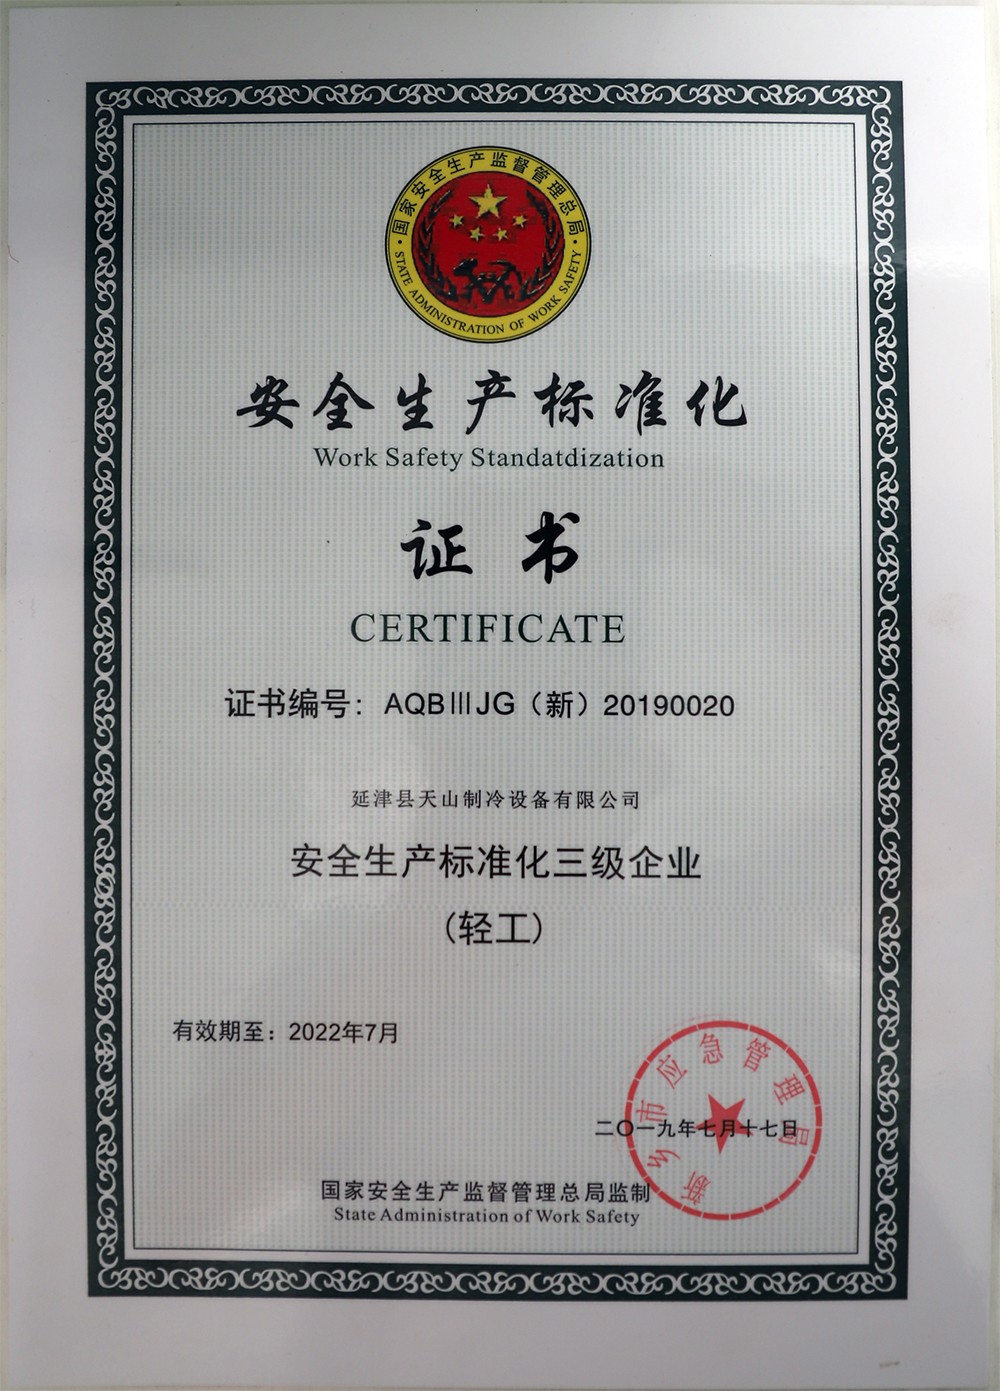 国家安全生产监督管理总局
STATE ADMINISTRATION OF WORK SAFETY
安全生产标准化
Work Safety Standatdization
证书
CERTIFICATE
证书编号：AQBⅢJG（新）20190020
延津县天山制冷设备有限公司
安全生产标准化三级企业
(轻工)
有效期至：2022年7月
新乡市应急管理局
二〇一九年七月十七日
国家安全生产监督管理总局监制
State Administration of Work Safety